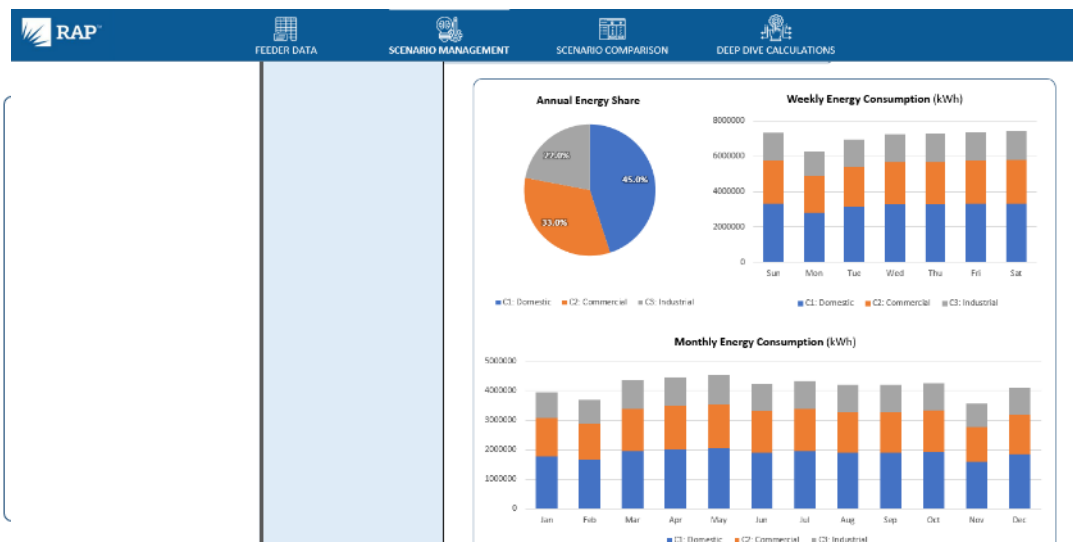 RAP™
FEEDER DATA
SCENARIO MANAGEMENT
SCENARIO COMPARISON
DEEP DIVE CALCULATIONS
Annual Energy Share
22.0%
45.0%
33.0%
C1: Domestic C2: Commercial C3: Industrial
Weekly Energy Consumption (kWh)
8000000
6000000
4000000
2000000
0
Sun Mon Tue Wed Thu Fri Sat
C1: Domestic C2: Commercial C3: Industrial
Monthly Energy Consumption (kWh)
5000000
4000000
3000000
2000000
1000000
0
Jan Feb Mar Apr May Jun Jul Aug Sep Oct Nov Dec
C1: Domestic C2: Commercial C3: Industrial